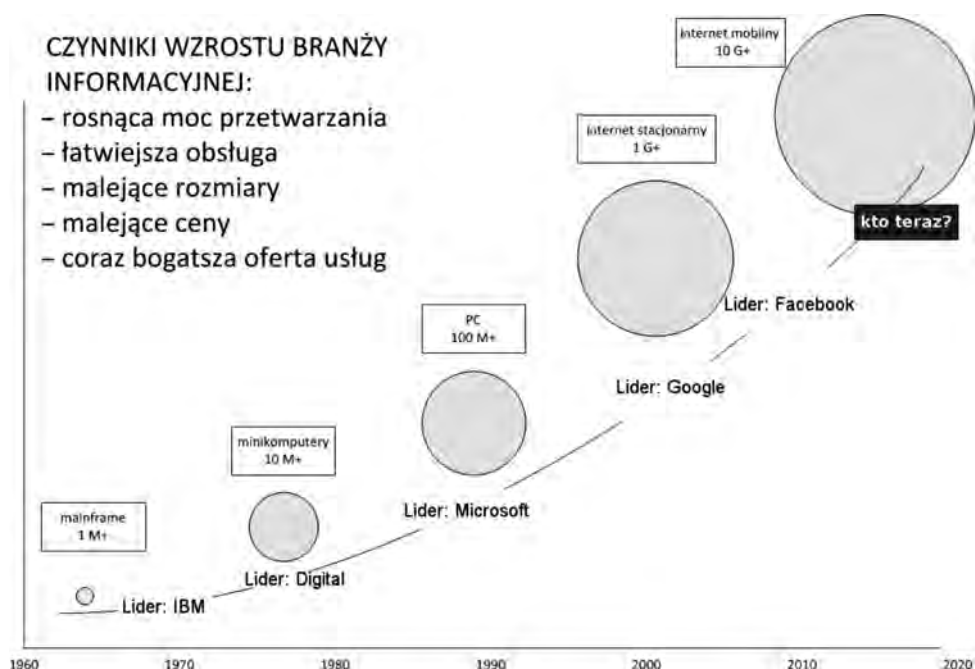 CZYNNIKI WZROSTU BRANŻY
INFORMACYJNEJ:
– rosnąca moc przetwarzania
– łatwiejsza obsługa
– malejące rozmiary
– malejące ceny
– coraz bogatsza oferta usług
internet mobilny
10 G+
internet stacjonarny
1 G+
kto teraz?
Lider: Facebook
PC
100 M+
Lider: Google
minikomputery
10 M+
Lider: Microsoft
mainframe
1 M+
Lider: Digital
Lider: IBM
1960 1970 1980 1990 2000 2010 2020